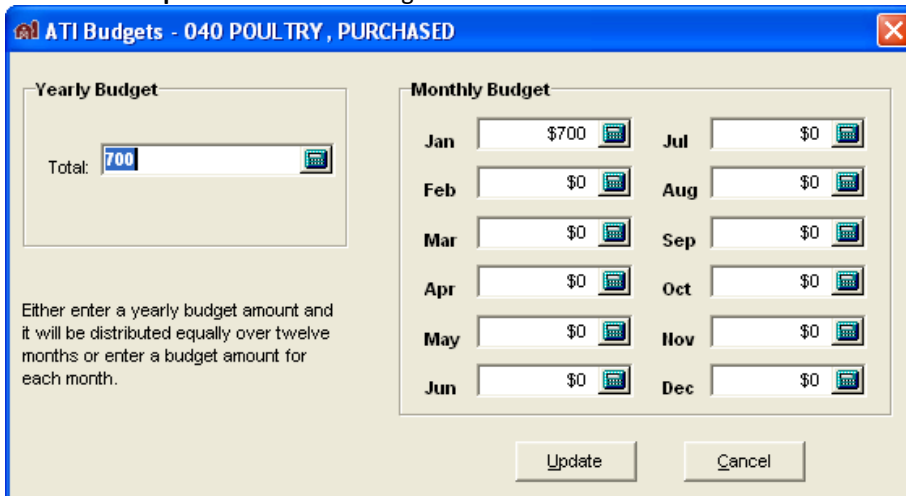 ATI Budgets - 040 POULTRY , PURCHASED
Yearly Budget
Total: 700
Either enter a yearly budget amount and
it will be distributed equally over twelve
months or enter a budget amount for
each month.
Monthly Budget
Jan $700 Jul $0
Feb $0 Aug $0
Mar $0 Sep $0
Apr $0 Oct $0
May $0 Nov $0
Jun $0 Dec $0
Update Cancel